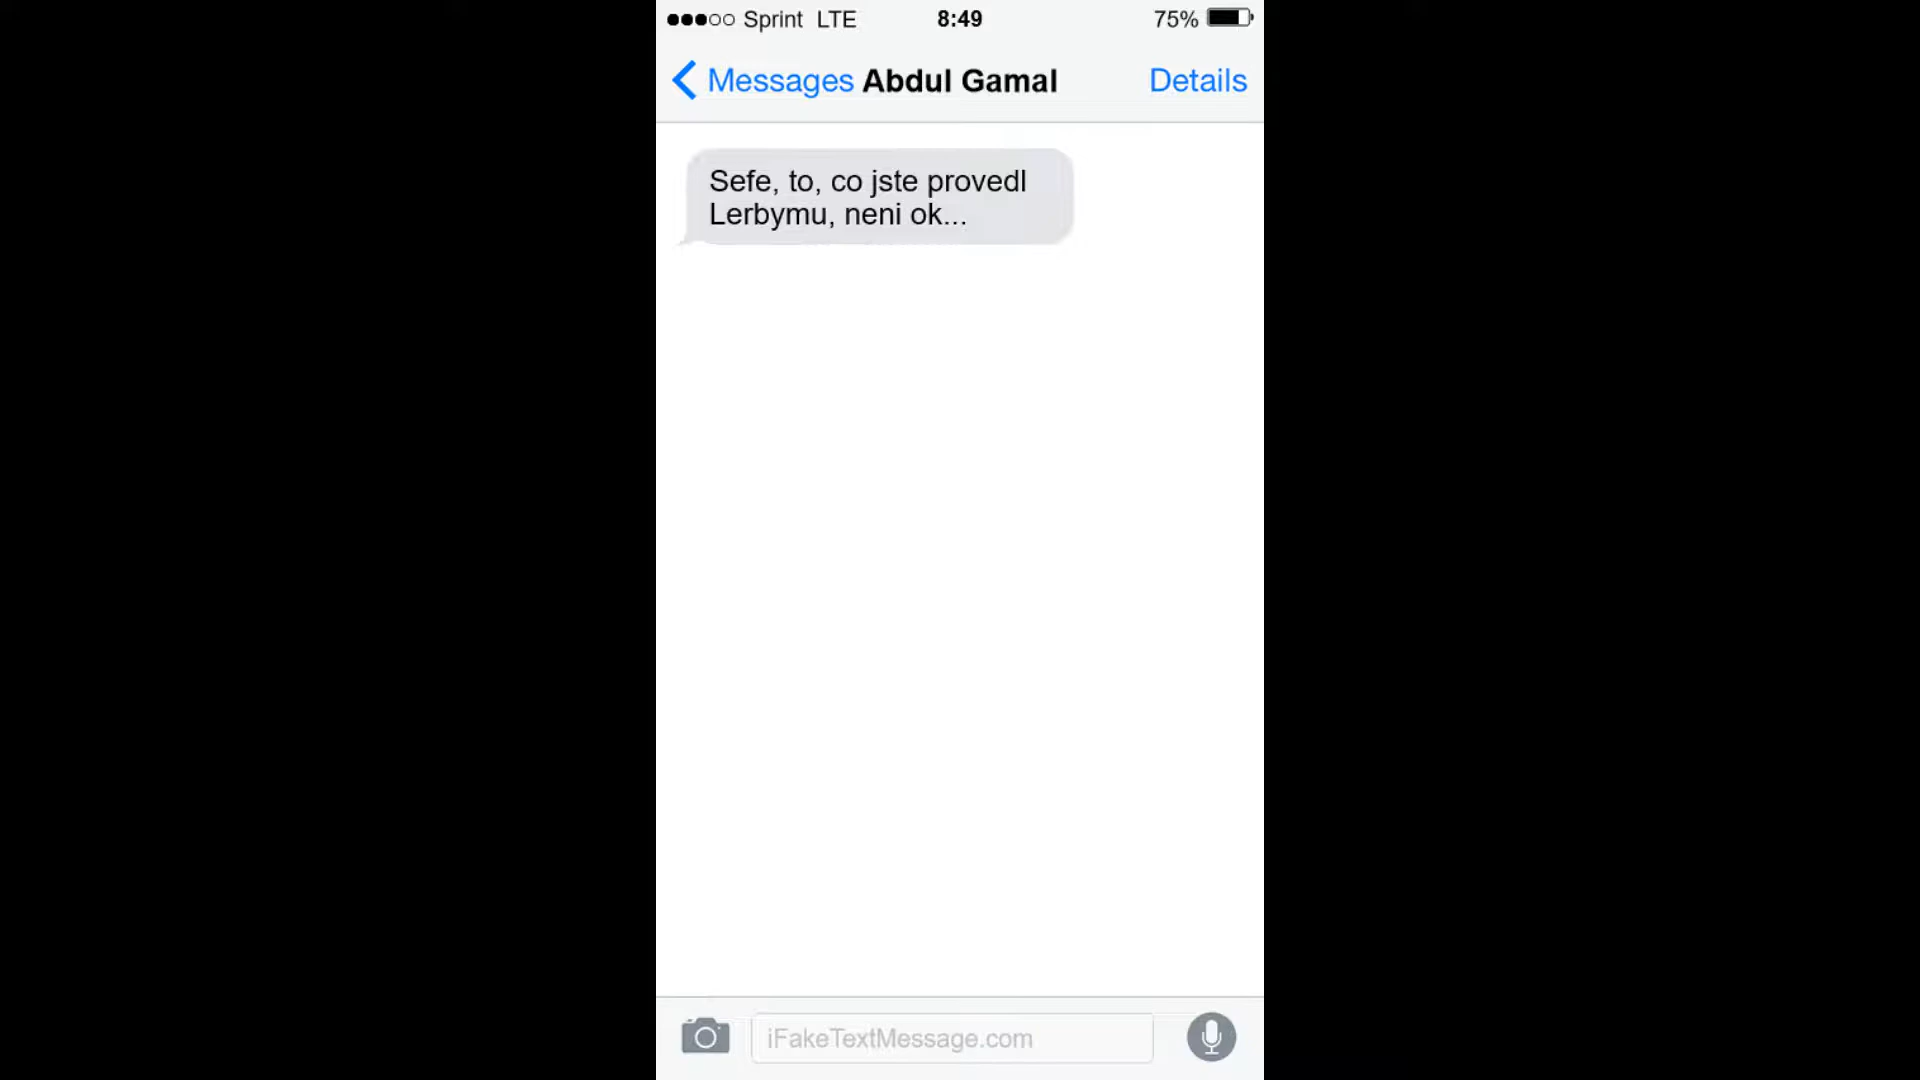 Sprint LTE 8:49 75%
Messages Abdul Gamal Details
Sefe, to, co jste provedl
Lerbymu, neni ok...
iFakeTextMessage.com